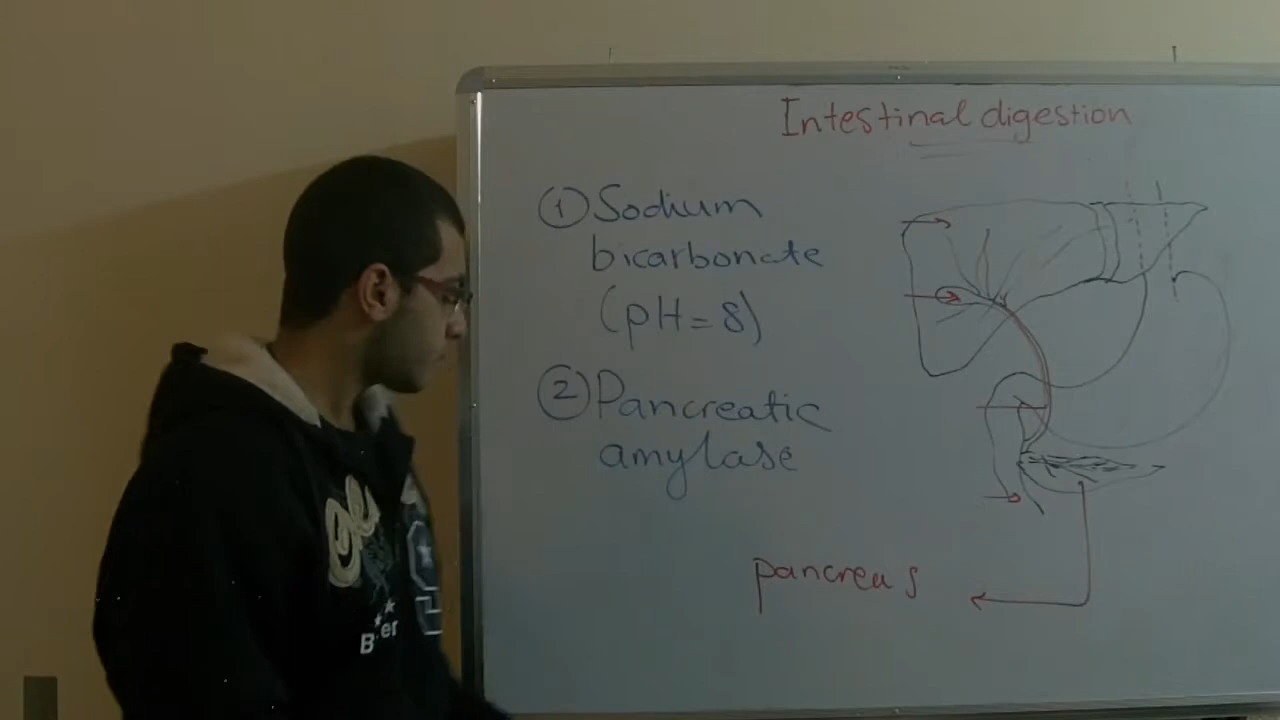 Intestinal digestion
① Sodium
bicarbonate
(pH=8)
② Pancreatic
amylase
pancreas